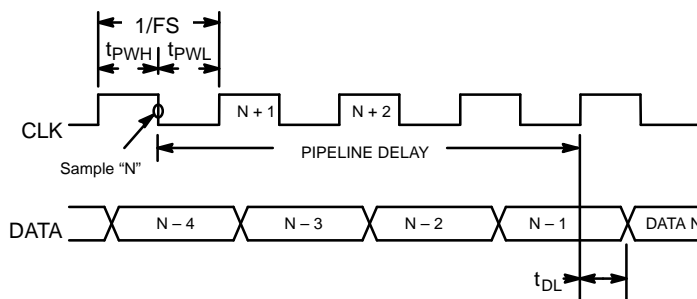 1/FS
tPWH tPWL
CLK
N + 1
N + 2
Sample “N”
PIPELINE DELAY
DATA
N – 4
N – 3
N – 2
N – 1
DATA N
tDL